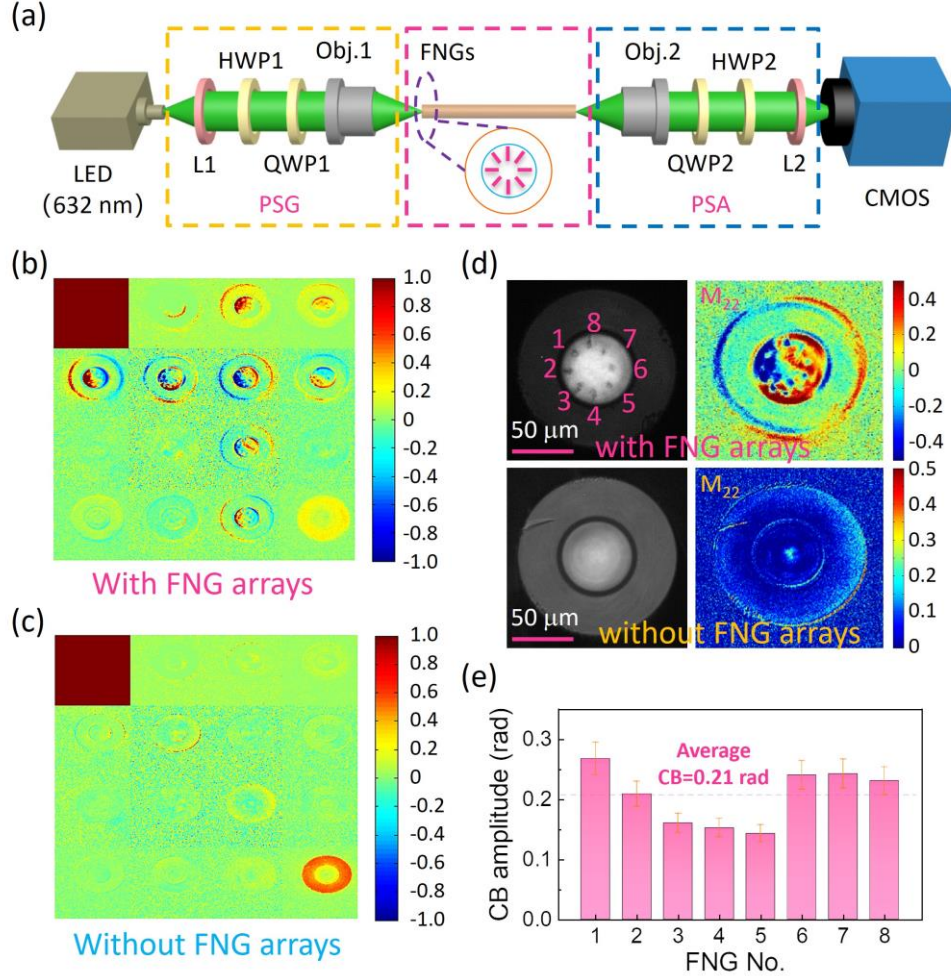 (a)
HWP1
Obj.1
FNGs
Obj.2
HWP2
LED
(632 nm)
L1
QWP1
PSG
QWP2
L2
PSA
CMOS
(b)
1.0
0.8
0.6
0.4
0.2
0
-0.2
-0.4
-0.6
-0.8
-1.0
With FNG arrays
(c)
1.0
0.8
0.6
0.4
0.2
0
-0.2
-0.4
-0.6
-0.8
-1.0
Without FNG arrays
(d)
1 2 3 4 5 6 7 8
50 μm
M22
with FNG arrays
0.4
0.2
0
-0.2
-0.4
50 μm
M22
without FNG arrays
0.5
0.4
0.3
0.2
0.1
0
(e)
CB amplitude (rad)
0.3
0.2
0.1
0.0
Average
CB=0.21 rad
1 2 3 4 5 6 7 8
FNG No.